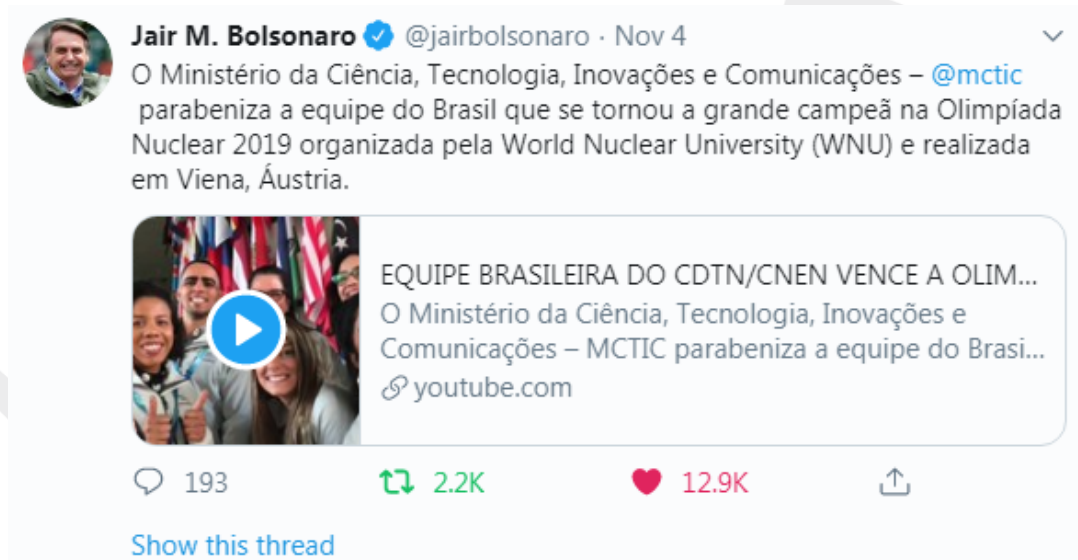 Jair M. Bolsonaro @jairbolsonaro · Nov 4
O Ministério da Ciência, Tecnologia, Inovações e Comunicações – @mctic
parabeniza a equipe do Brasil que se tornou a grande campeã na Olimpíada
Nuclear 2019 organizada pela World Nuclear University (WNU) e realizada
em Viena, Áustria.
EQUIPE BRASILEIRA DO CDTN/CNEN VENCE A OLIM...
O Ministério da Ciência, Tecnologia, Inovações e
Comunicações – MCTIC parabeniza a equipe do Brasi...
youtube.com
193 2.2K 12.9K
Show this thread